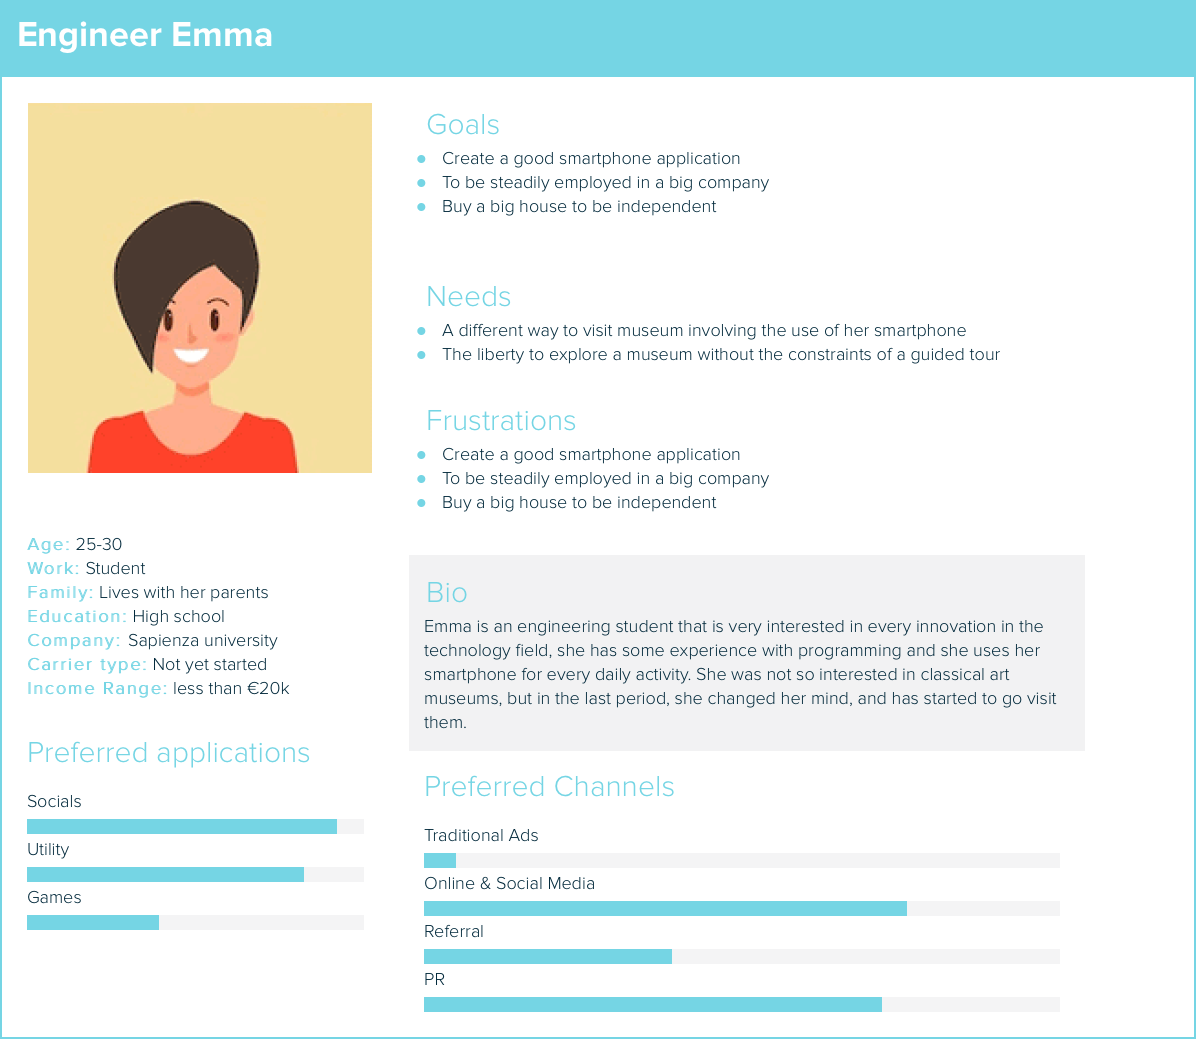 Engineer Emma
Goals
Create a good smartphone application
To be steadily employed in a big company
Buy a big house to be independent
Needs
A different way to visit museum involving the use of her smartphone
The liberty to explore a museum without the constraints of a guided tour
Frustrations
Create a good smartphone application
To be steadily employed in a big company
Buy a big house to be independent
Age: 25-30
Work: Student
Family: Lives with her parents
Education: High school
Company: Sapienza university
Carrier type: Not yet started
Income Range: less than €20k
Bio
Emma is an engineering student that is very interested in every innovation in the
technology field, she has some experience with programming and she uses her
smartphone for every daily activity. She was not so interested in classical art
museums, but in the last period, she changed her mind, and has started to go visit
them.
Preferred applications
Socials
Utility
Games
Preferred Channels
Traditional Ads
Online & Social Media
Referral
PR